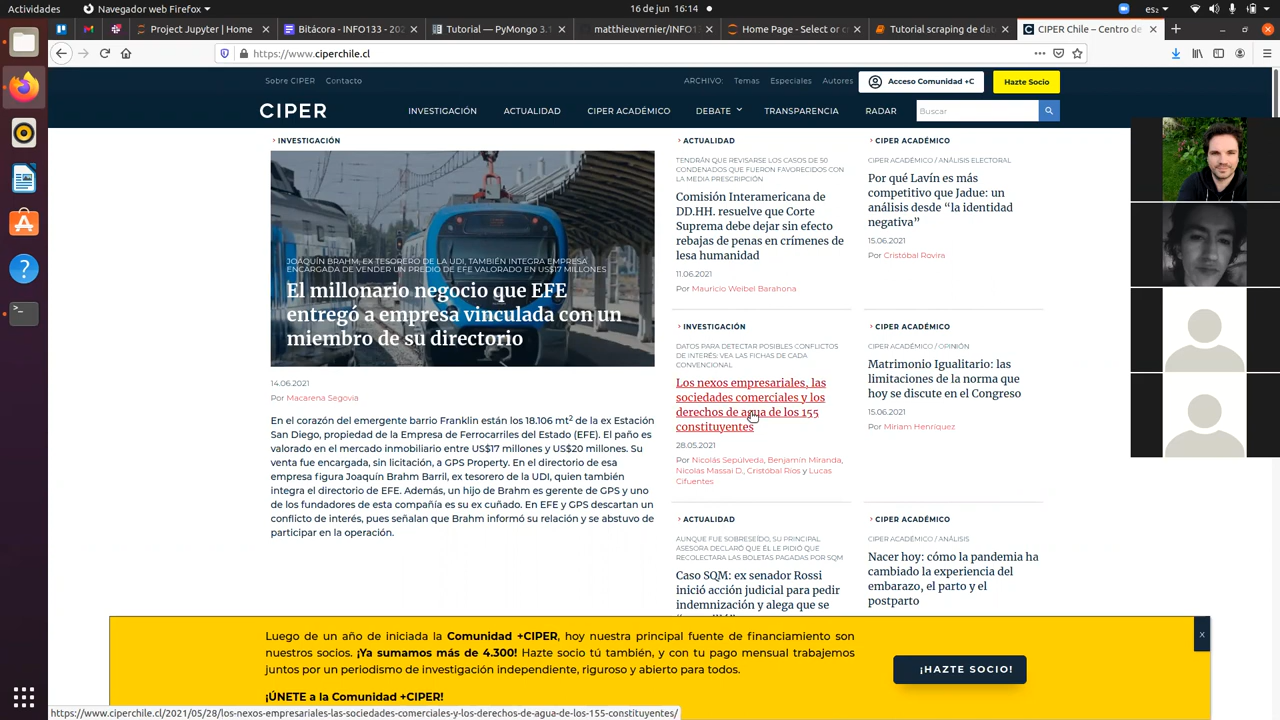 Navegador web Firefox
16 de jun 16:14
Project Jupyter | Home
Bitácora - INFO133 - 202
Tutorial — PyMongo 3.1
matthieuvernier/INFO13
Home Page - Select or c
Tutorial scraping de dat
CIPER Chile – Centro de
https://www.ciperchile.cl
Sobre CIPER Contacto
ARCHIVO: Temas Especiales Autores
Acceso Comunidad +C
Hazte Socio
CIPER
INVESTIGACIÓN ACTUALIDAD CIPER ACADÉMICO DEBATE TRANSPARENCIA RADAR
Buscar
INVESTIGACIÓN
JOAQUÍN BRAHM, EX TESORERO DE LA UDI, TAMBIÉN INTEGRA EMPRESA
ENCARGADA DE VENDER UN PREDIO DE EFE VALORADO EN US$17 MILLONES
El millonario negocio que EFE
entregó a empresa vinculada con un
miembro de su directorio
14.06.2021
Por Macarena Segovia
En el corazón del emergente barrio Franklin están los 18.106 mt² de la ex Estación
San Diego, propiedad de la Empresa de Ferrocarriles del Estado (EFE). El paño es
valorado en el mercado inmobiliario entre US$17 millones y US$20 millones. Su
venta fue encargada, sin licitación, a GPS Property. En el directorio de esa
empresa figura Joaquín Brahm Barril, ex tesorero de la UDI, quien también
integra el directorio de EFE. Además, un hijo de Brahm es gerente de GPS y uno
de los fundadores de esta compañía es su ex cuñado. En EFE y GPS descartan un
conflicto de interés, pues señalan que Brahm informó su relación y se abstuvo de
participar en la operación.
ACTUALIDAD
TENDRÁN QUE REVISARSE LOS CASOS DE 50
CONDENADOS QUE FUERON FAVORECIDOS CON
LA MEDIA PRESCRIPCIÓN
Comisión Interamericana de
DD.HH. resuelve que Corte
Suprema debe dejar sin efecto
rebajas de penas en crímenes de
lesa humanidad
11.06.2021
Por Mauricio Weibel Barahona
INVESTIGACIÓN
DATOS PARA DETECTAR POSIBLES CONFLICTOS
DE INTERÉS: VEA LAS FICHAS DE CADA
CONVENCIONAL
Los nexos empresariales, las
sociedades comerciales y los
derechos de agua de los 155
constituyentes
28.05.2021
Por Nicolás Sepúlveda, Benjamín Miranda,
Nicolás Massai D., Cristóbal Ríos y Lucas
Cifuentes
ACTUALIDAD
AUNQUE FUE SOBRESEÍDO, SU PRINCIPAL
ASESORA DECLARÓ QUE ÉL LE PIDIÓ QUE
RECOLECTARA LAS BOLETAS PAGADAS POR SQM
Caso SQM: ex senador Rossi
inició acción judicial para pedir
indemnización y alega que se
CIPER ACADÉMICO
CIPER ACADÉMICO / ANÁLISIS ELECTORAL
Por qué Lavín es más
competitivo que Jadue: un
análisis desde “la identidad
negativa”
15.06.2021
Por Cristóbal Rovira
CIPER ACADÉMICO
CIPER ACADÉMICO / OPINIÓN
Matrimonio Igualitario: las
limitaciones de la norma que
hoy se discute en el Congreso
15.06.2021
Por Miriam Henríquez
CIPER ACADÉMICO
CIPER ACADÉMICO / ANÁLISIS
Nacer hoy: cómo la pandemia ha
cambiado la experiencia del
embarazo, el parto y el
postparto
Luego de un año de iniciada la Comunidad +CIPER, hoy nuestra principal fuente de financiamiento son
nuestros socios. ¡Ya sumamos más de 4.300! Hazte socio tú también, y con tu pago mensual trabajemos
juntos por un periodismo de investigación independiente, riguroso y abierto para todos.
¡ÚNETE a la Comunidad +CIPER!
¡HAZTE SOCIO!
X
https://www.ciperchile.cl/2021/05/28/los-nexos-empresariales-las-sociedades-comerciales-y-los-derechos-de-agua-de-los-155-constituyentes/